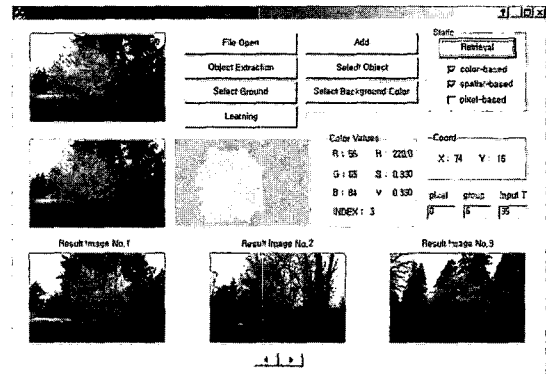 File Open
Add
Static
Retrieval
Object Extraction
Select Object
color-based
spatial-based
Select Ground
Select Background Color
pixel-based
Learning
Color Values
Coord
R : 56 H : 220.0
X : 74 Y : 16
G : 65 S : 0.330
B : 84 V : 0.330
pixel group Input T
INDEX : 3
0 6 35
Result Image No.1
Result Image No.2
Result Image No.3